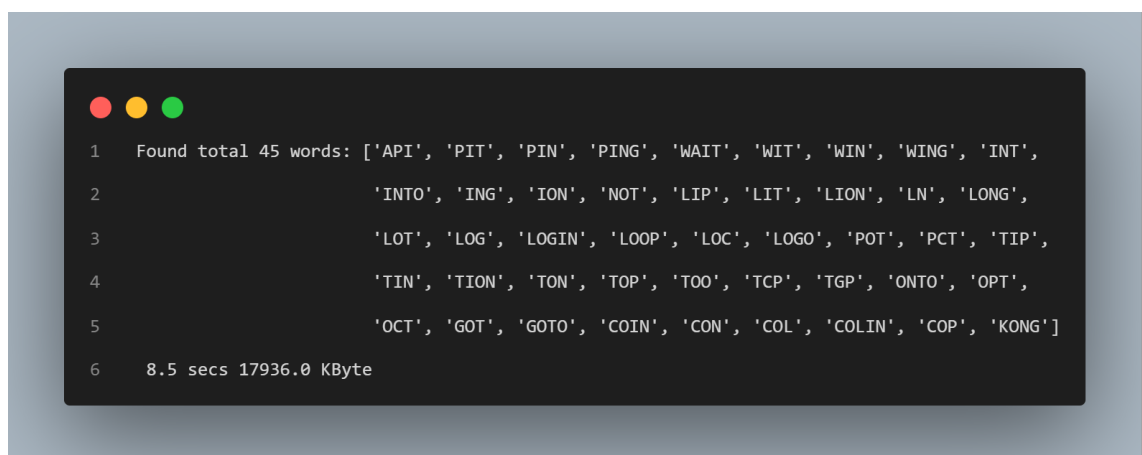 1 Found total 45 words: ['API', 'PIT', 'PIN', 'PING', 'WAIT', 'WIT', 'WIN', 'WING', 'INT',
2 'INTO', 'ING', 'ION', 'NOT', 'LIP', 'LIT', 'LION', 'LN', 'LONG',
3 'LOT', 'LOG', 'LOGIN', 'LOOP', 'LOC', 'LOGO', 'POT', 'PCT', 'TIP',
4 'TIN', 'TION', 'TON', 'TOP', 'TOO', 'TCP', 'TGP', 'ONTO', 'OPT',
5 'OCT', 'GOT', 'GOTO', 'COIN', 'CON', 'COL', 'COLIN', 'COP', 'KONG']
6 8.5 secs 17936.0 KByte